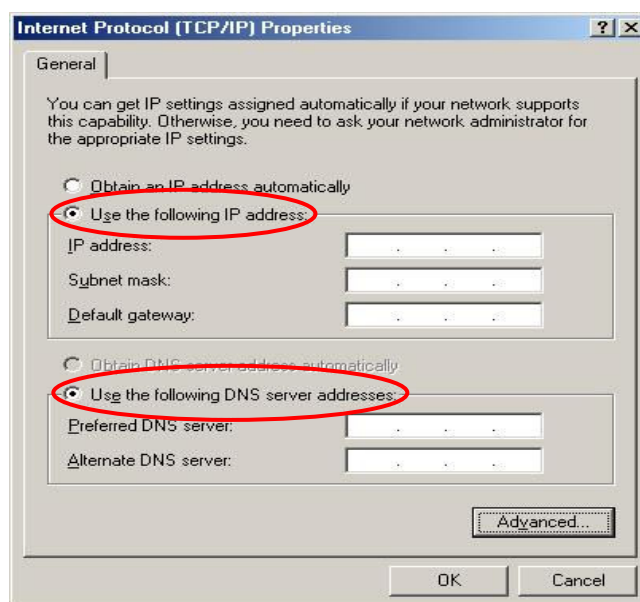 Internet Protocol (TCP/IP) Properties
General
You can get IP settings assigned automatically if your network supports
this capability. Otherwise, you need to ask your network administrator for
the appropriate IP settings.
Obtain an IP address automatically
Use the following IP address:
IP address:
Subnet mask:
Default gateway:
Obtain DNS server address automatically
Use the following DNS server addresses:
Preferred DNS server:
Alternate DNS server:
Advanced...
OK Cancel